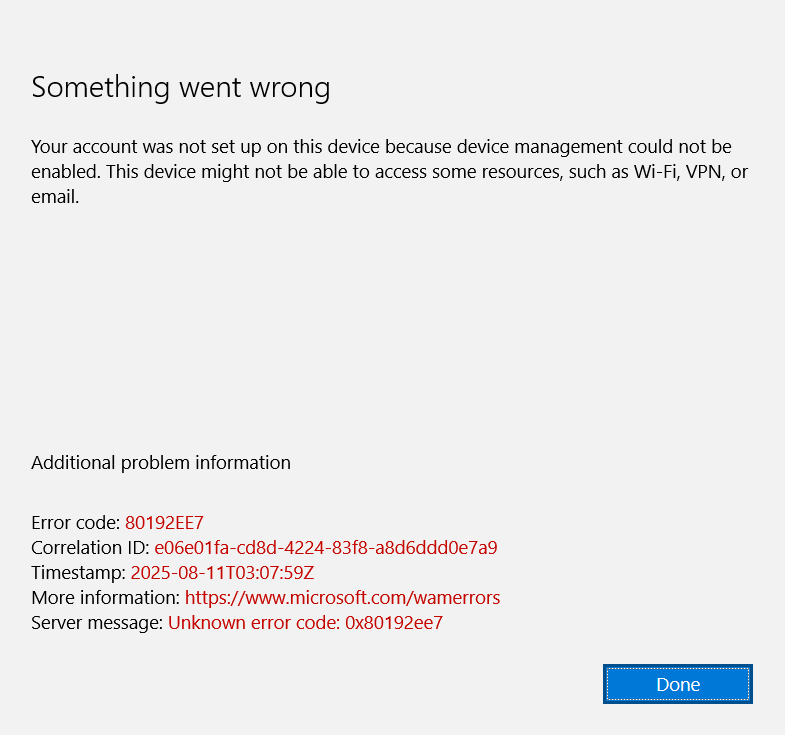 Something went wrong
Your account was not set up on this device because device management could not be
enabled. This device might not be able to access some resources, such as Wi-Fi, VPN, or
email.
Additional problem information
Error code: 80192EE7
Correlation ID: e06e01fa-cd8d-4224-83f8-a8d6ddd0e7a9
Timestamp: 2025-08-11T03:07:59Z
More information: https://www.microsoft.com/wamerrors
Server message: Unknown error code: 0x80192ee7
Done